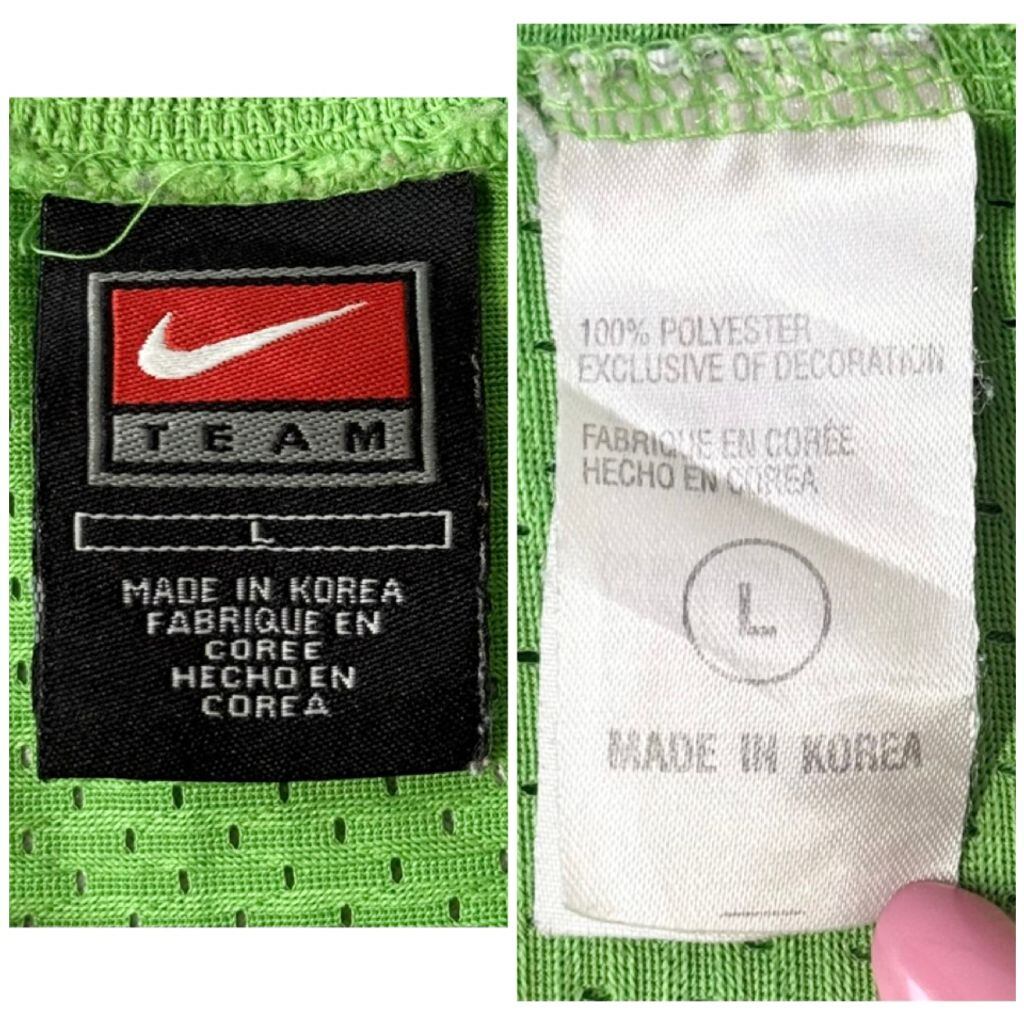 TEAM
L
MADE IN KOREA
FABRIQUE EN
COREE
HECHO EN
COREA
100% POLYESTER
EXCLUSIVE OF DECORATION
FABRIQUE EN CORÉE
HECHO EN COREA
L
MADE IN KOREA